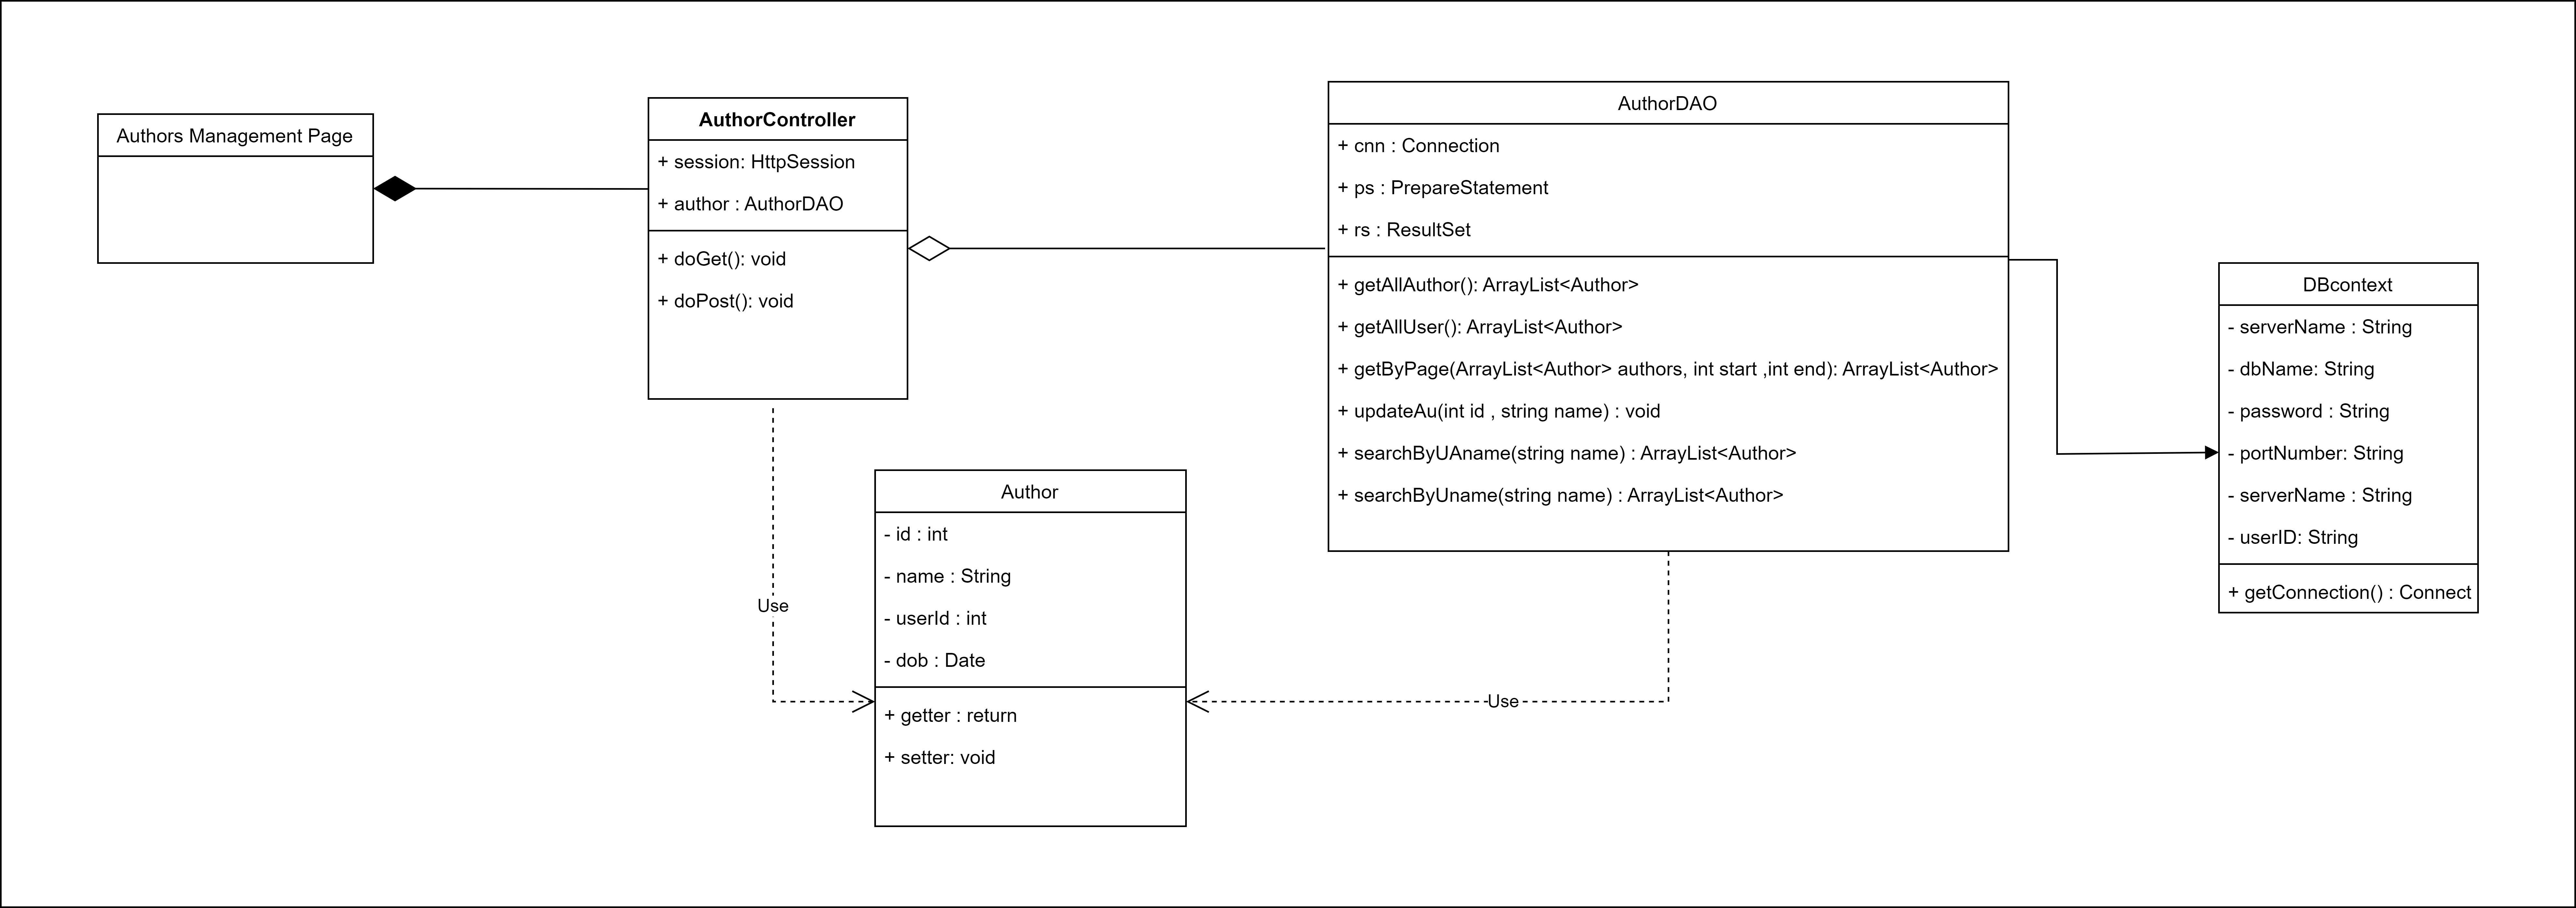 Authors Management Page
AuthorController
+ session: HttpSession
+ author : AuthorDAO
+ doGet(): void
+ doPost(): void
AuthorDAO
+ cnn : Connection
+ ps : PrepareStatement
+ rs : ResultSet
+ getAllAuthor(): ArrayList<Author>
+ getAllUser(): ArrayList<Author>
+ getByPage(ArrayList<Author> authors, int start ,int end): ArrayList<Author>
+ updateAu(int id , string name) : void
+ searchByUAname(string name) : ArrayList<Author>
+ searchByUname(string name) : ArrayList<Author>
DBcontext
- serverName : String
- dbName: String
- password : String
- portNumber: String
- serverName : String
- userID: String
+ getConnection() : Connect
Author
- id : int
- name : String
- userId : int
- dob : Date
+ getter : return
+ setter: void
Use
Use